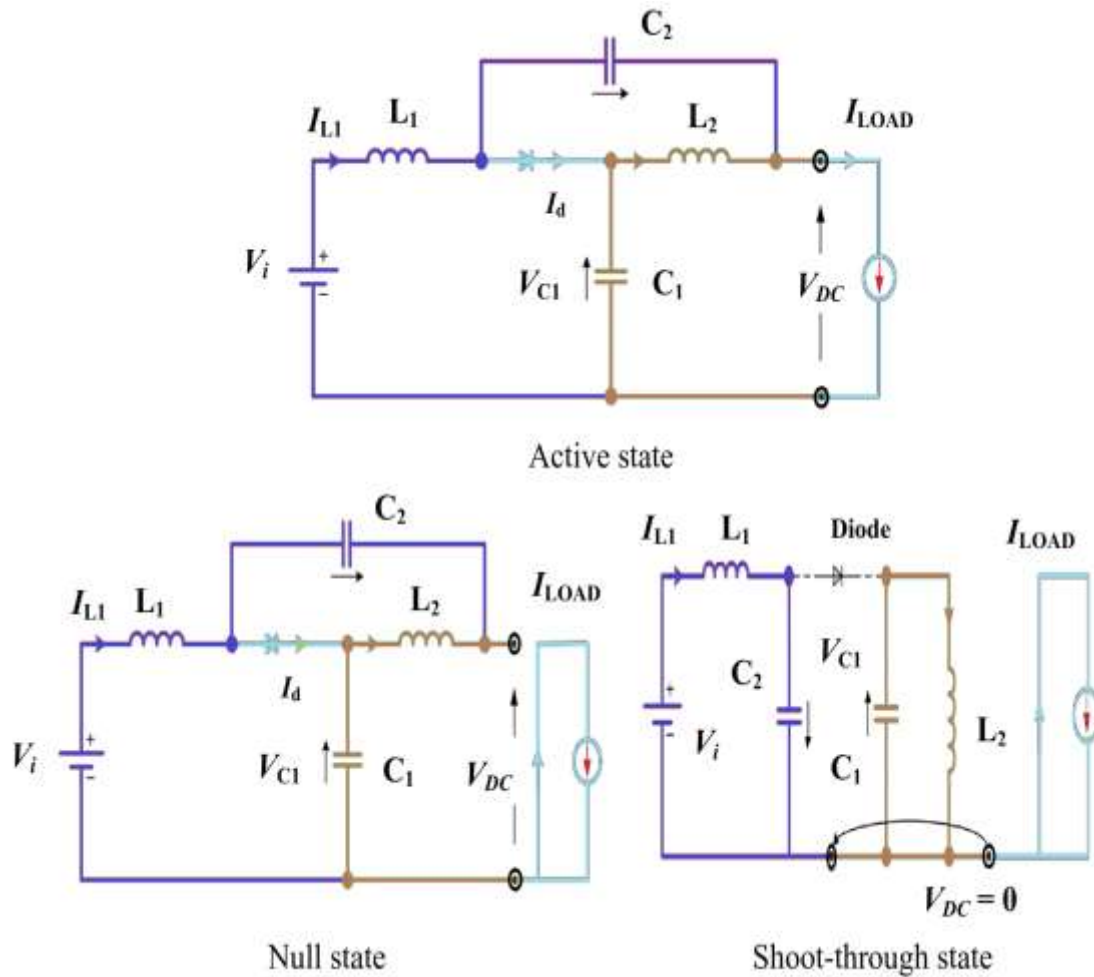 C₂
I_L1 L₁ L₂ I_LOAD
I_d
V_i + − V_C1 C₁ V_DC
Active state
C₂
I_L1 L₁ L₂ I_LOAD
I_d
V_i + − V_C1 C₁ V_DC
Null state
I_L1 L₁ Diode I_LOAD
C₂ V_C1
+ − V_i C₁ L₂
V_DC = 0
Shoot-through state